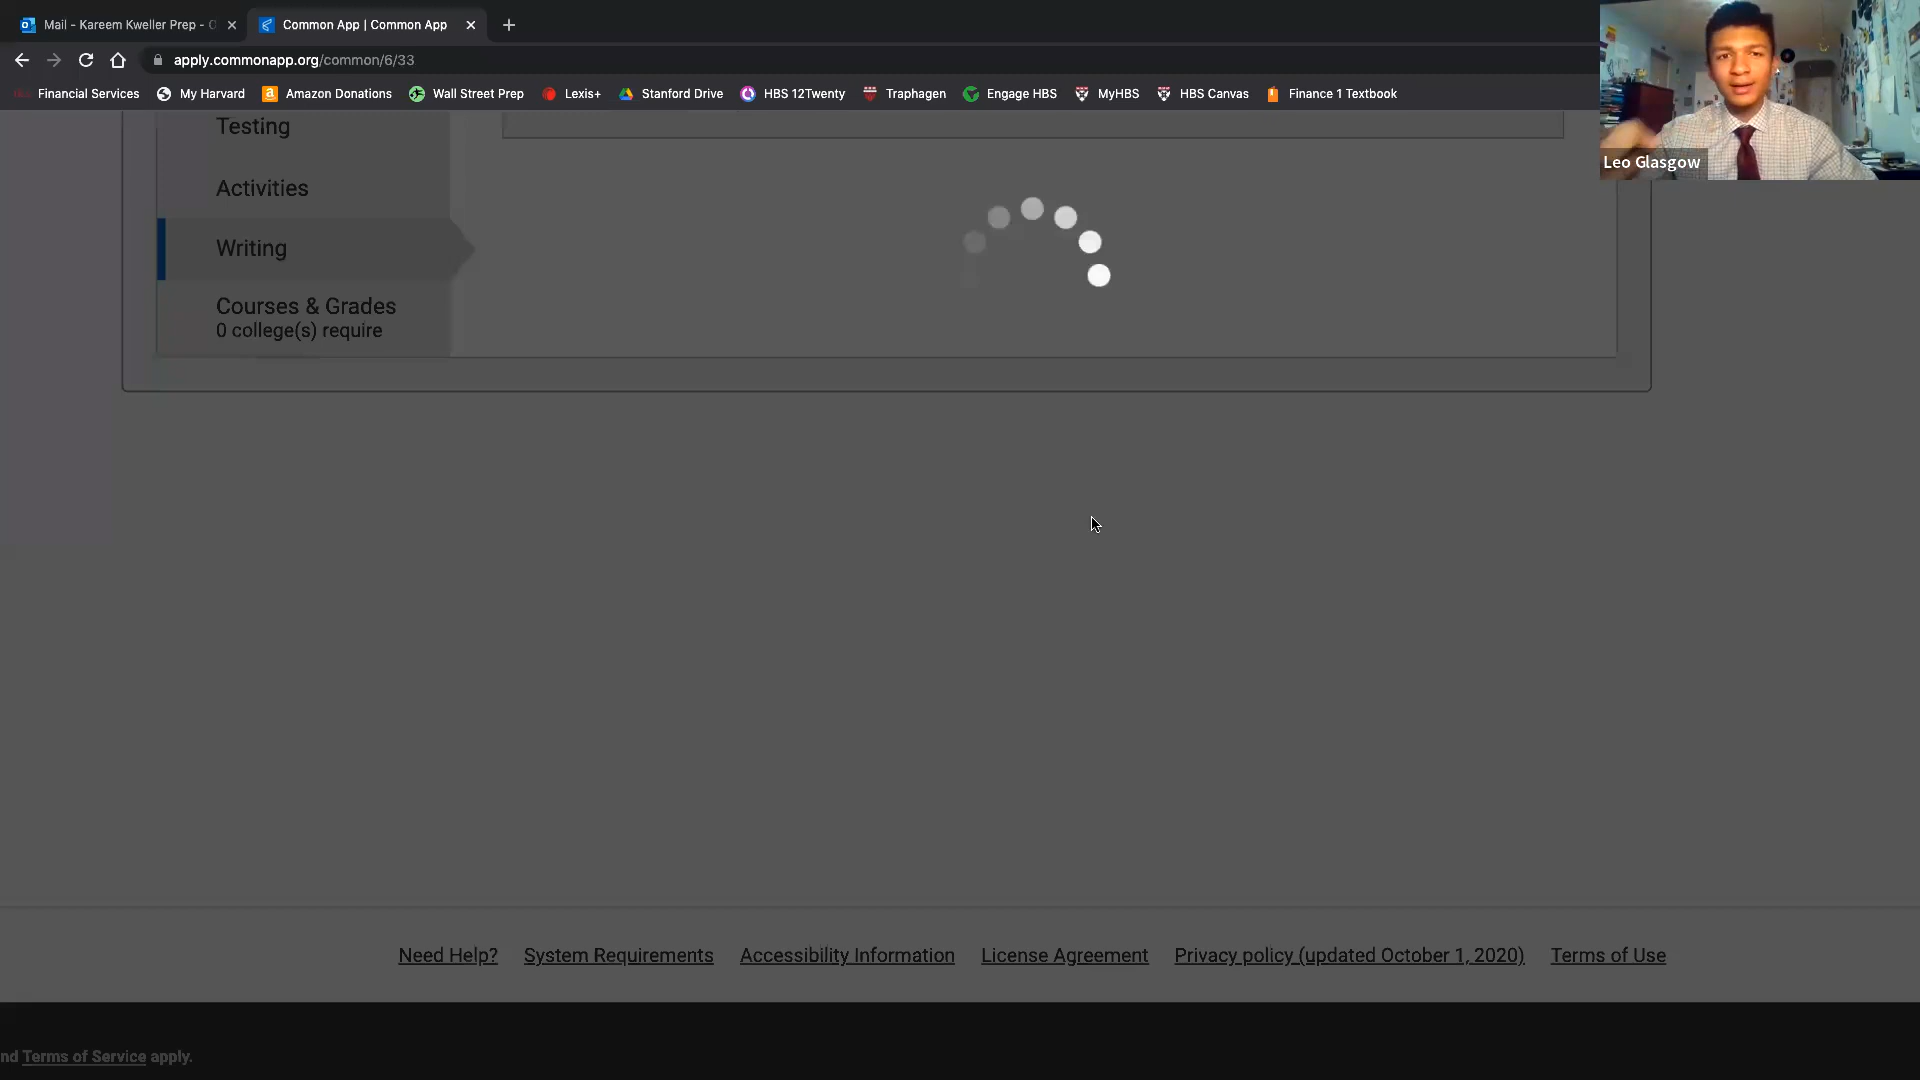 Mail - Kareem Kweller Prep - O
Common App | Common App
apply.commonapp.org/common/6/33
Financial Services
My Harvard
Amazon Donations
Wall Street Prep
Lexis+
Stanford Drive
HBS 12Twenty
Traphagen
Engage HBS
MyHBS
HBS Canvas
Finance 1 Textbook
Leo Glasgow
Testing
Activities
Writing
Courses & Grades
0 college(s) require
Need Help?
System Requirements
Accessibility Information
License Agreement
Privacy policy (updated October 1, 2020)
Terms of Use
nd Terms of Service apply.